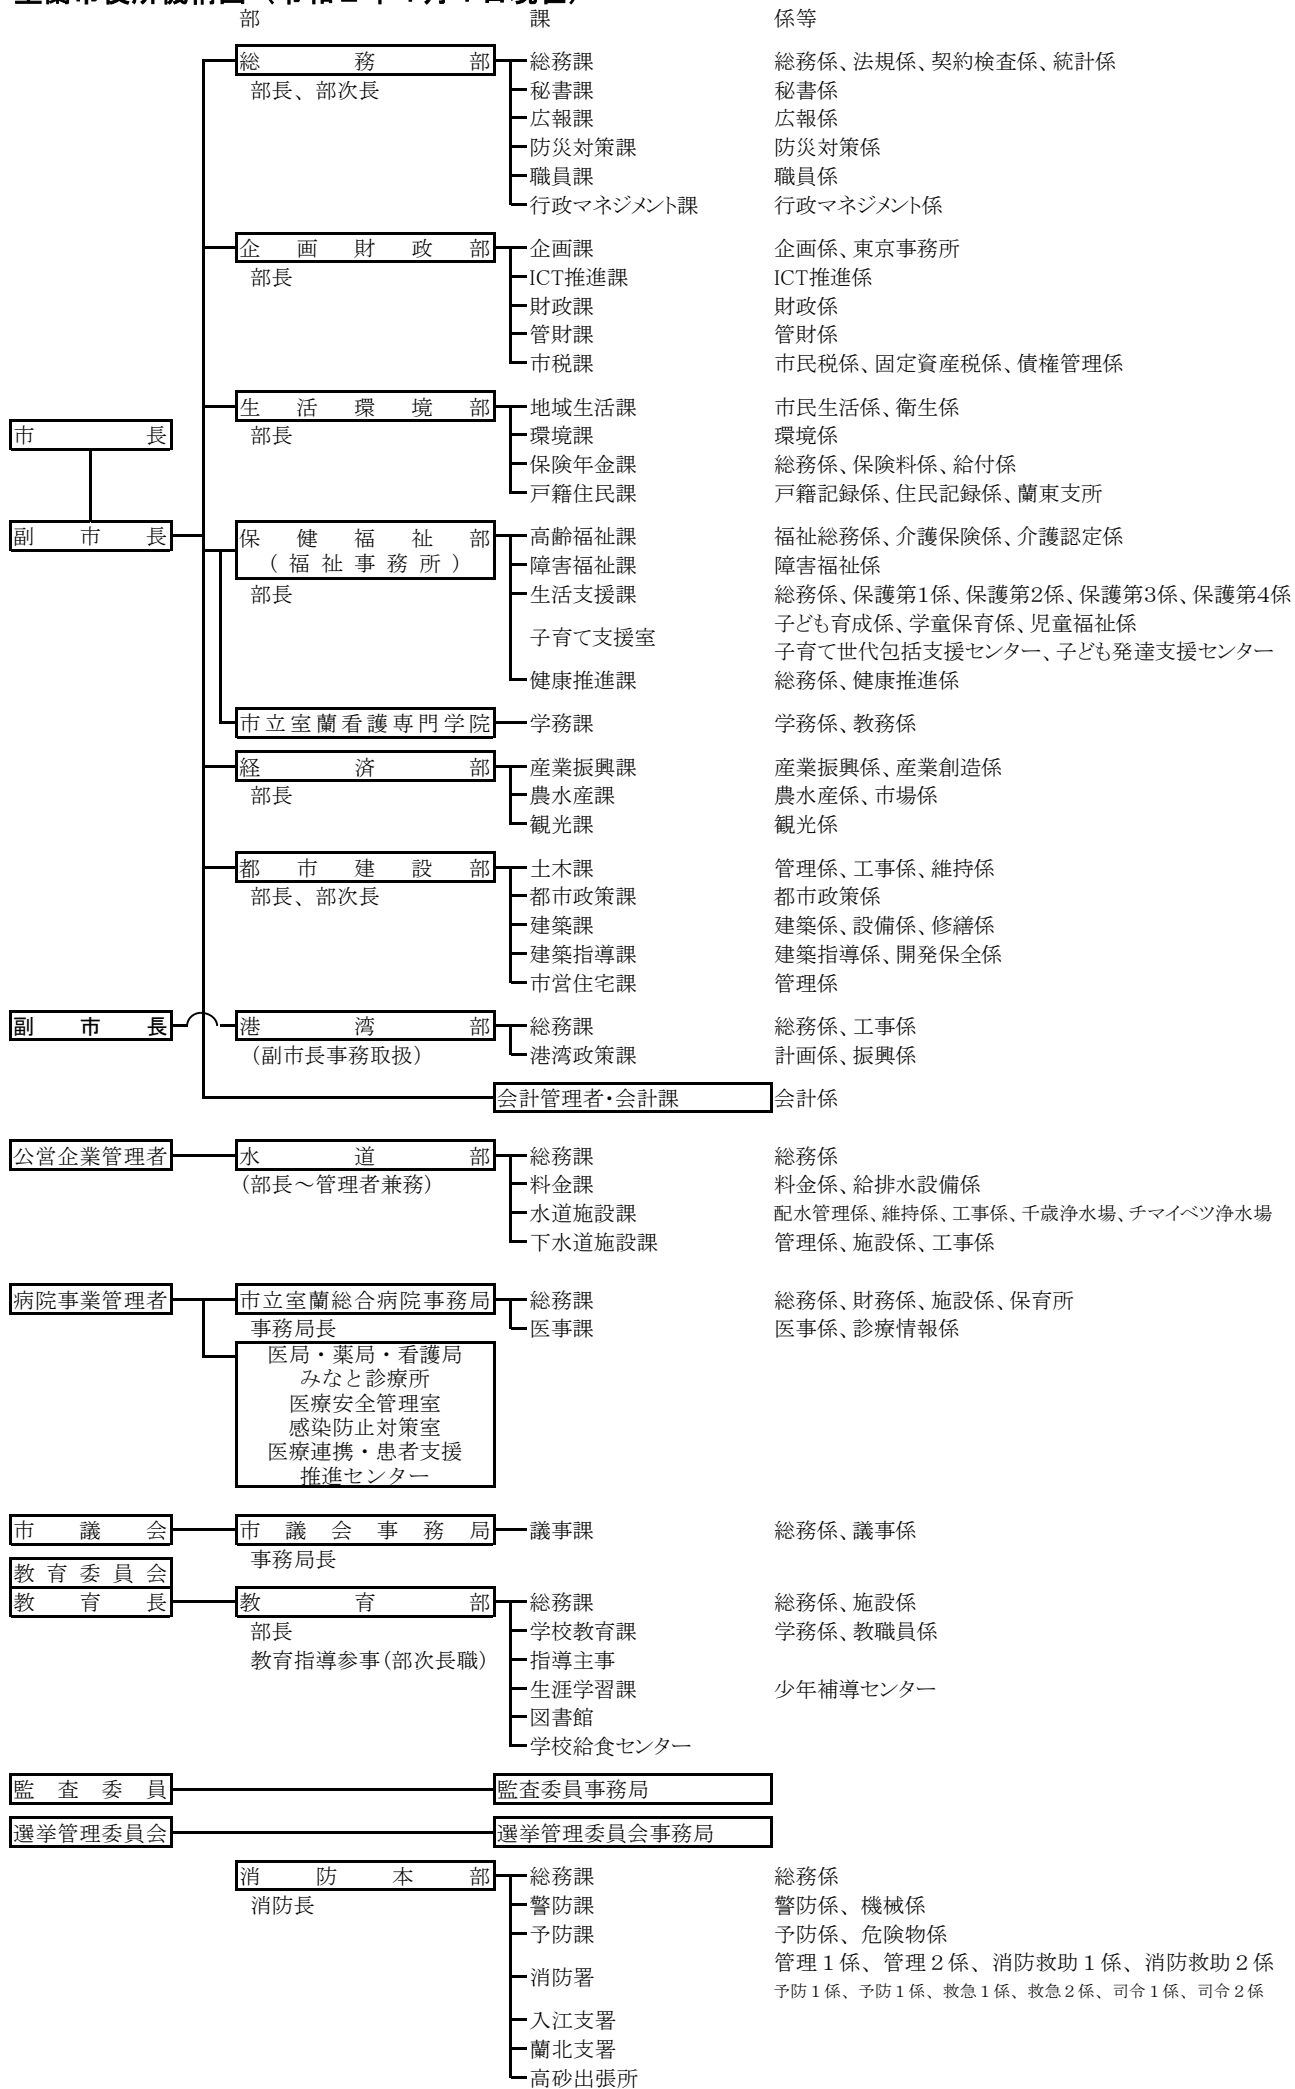 部 課 係等
総務部 総務課 総務係、法規係、契約検査係、統計係
部長、部次長 秘書課 秘書係
広報課 広報係
防災対策課 防災対策係
職員課 職員係
行政マネジメント課 行政マネジメント係
企画財政部 企画課 企画係、東京事務所
部長 ICT推進課 ICT推進係
財政課 財政係
管財課 管財係
市税課 市民税係、固定資産税係、債権管理係
生活環境部 地域生活課 市民生活係、衛生係
市長 部長 環境課 環境係
保険年金課 総務係、保険料係、給付係
戸籍住民課 戸籍記録係、住民記録係、蘭東支所
副市長 保健福祉部 高齢福祉課 福祉総務係、介護保険係、介護認定係
(福祉事務所) 障害福祉課 障害福祉係
部長 生活支援課 総務係、保護第1係、保護第2係、保護第3係、保護第4係
子育て支援室 子ども育成係、学童保育係、児童福祉係
子育て世代包括支援センター、子ども発達支援センター
健康推進課 総務係、健康推進係
市立室蘭看護専門学院 学務課 学務係、教務係
経済部 産業振興課 産業振興係、産業創造係
部長 農水産課 農水産係、市場係
観光課 観光係
都市建設部 土木課 管理係、工事係、維持係
部長、部次長 都市政策課 都市政策係
建築課 建築係、設備係、修繕係
建築指導課 建築指導係、開発保全係
市営住宅課 管理係
副市長 港湾部 総務課 総務係、工事係
(副市長事務取扱) 港湾政策課 計画係、振興係
会計管理者・会計課 会計係
公営企業管理者 水道部 総務課 総務係
(部長～管理者兼務) 料金課 料金係、給排水設備係
水道施設課 配水管理係、維持係、工事係、千歳浄水場、チマイベツ浄水場
下水道施設課 管理係、施設係、工事係
病院事業管理者 市立室蘭総合病院事務局 総務課 総務係、財務係、施設係、保育所
事務局長 医事課 医事係、診療情報係
医局・薬局・看護局
みなと診療所
医療安全管理室
感染防止対策室
医療連携・患者支援
推進センター
市議会 市議会事務局 議事課 総務係、議事係
事務局長
教育委員会
教育長 教育部 総務課 総務係、施設係
部長 学校教育課 学務係、教職員係
教育指導参事(部次長職) 指導主事
生涯学習課 少年補導センター
図書館
学校給食センター
監査委員 監査委員事務局
選挙管理委員会 選挙管理委員会事務局
消防本部 総務課 総務係
消防長 警防課 警防係、機械係
予防課 予防係、危険物係
消防署 管理１係、管理２係、消防救助１係、消防救助２係
予防１係、予防１係、救急１係、救急２係、司令１係、司令２係
入江支署
蘭北支署
高砂出張所